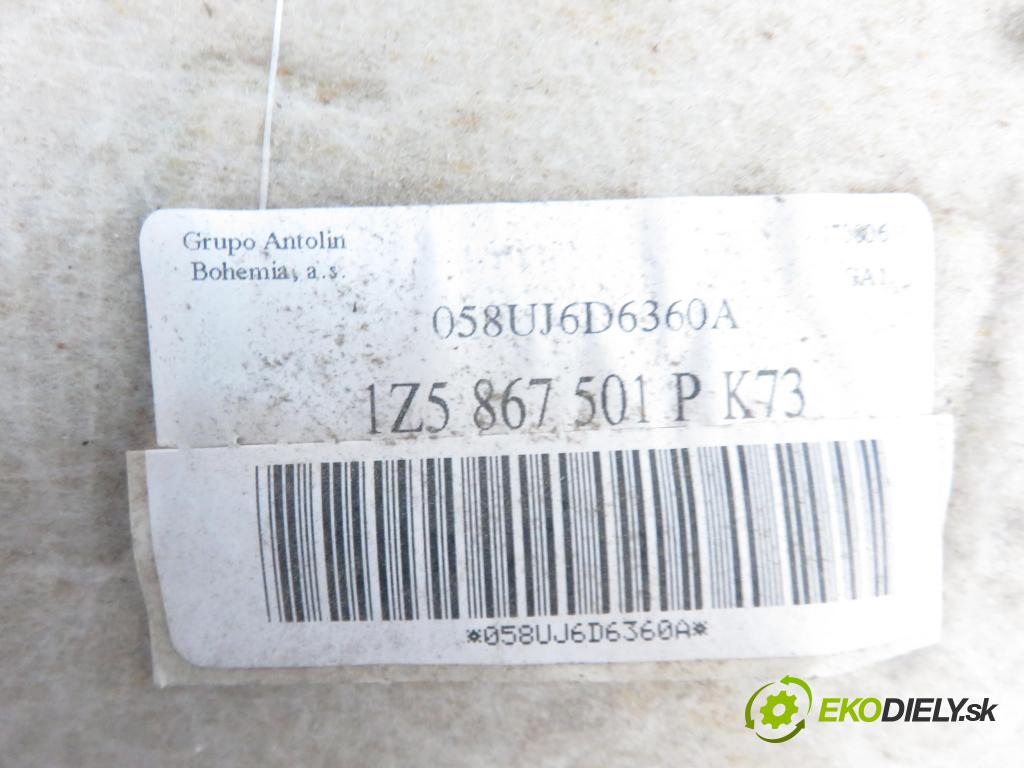 Grupo Antolin
Bohemia, a.s.
058UJ6D6360A
1Z5 867 501 P K73
*058UJ6D6360A*
EKODIELY.sk